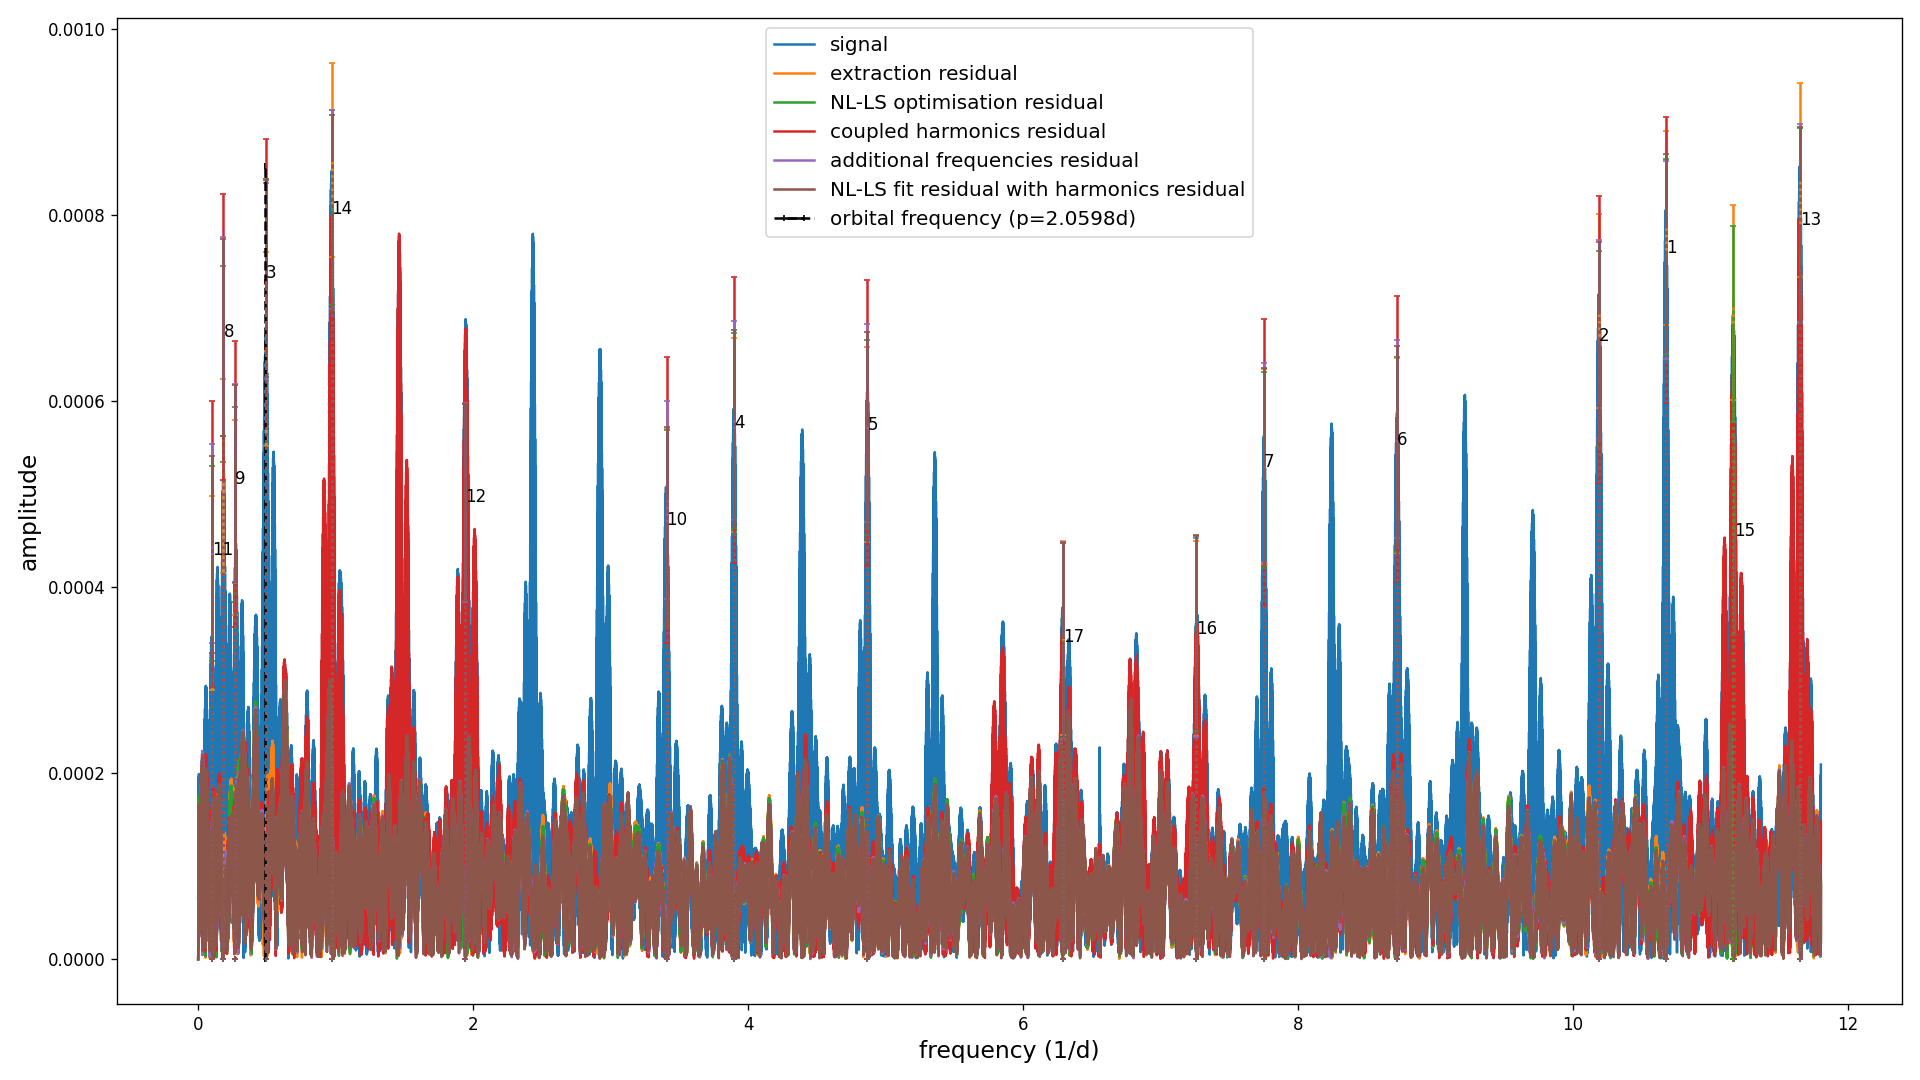 0.0010
0.0008
0.0006
0.0004
0.0002
0.0000
amplitude
signal
extraction residual
NL-LS optimisation residual
coupled harmonics residual
additional frequencies residual
NL-LS fit residual with harmonics residual
orbital frequency (p=2.0598d)
14
13
1
3
8
2
4
5
6
7
9
12
10
15
11
16
17
0 2 4 6 8 10 12
frequency (1/d)